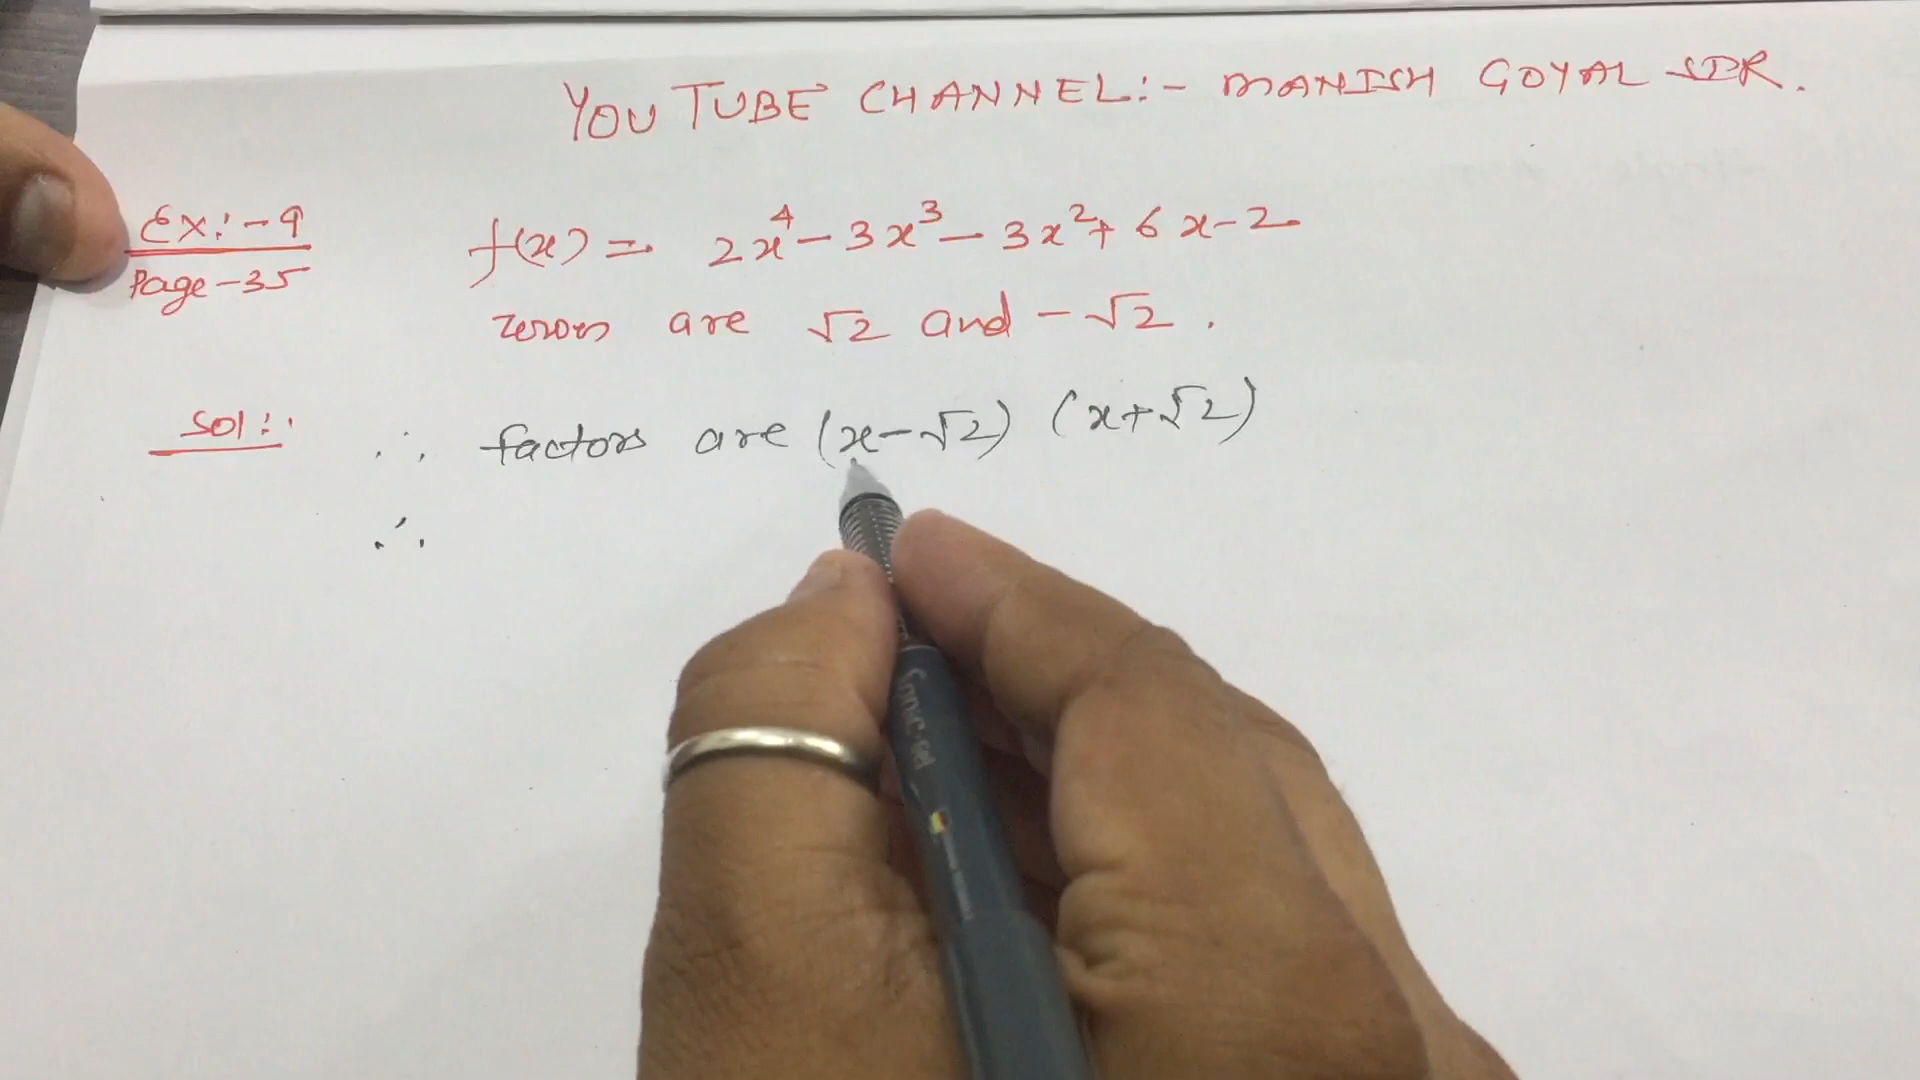 YOUTUBE CHANNEL:- MANISH GOYAL SIR.
Ex:-9
Page-35
f(x) = 2x⁴ - 3x³ - 3x² + 6x - 2
zeroes are √2 and -√2.
Sol:.
∴ factors are (x-√2) (x+√2)
∴